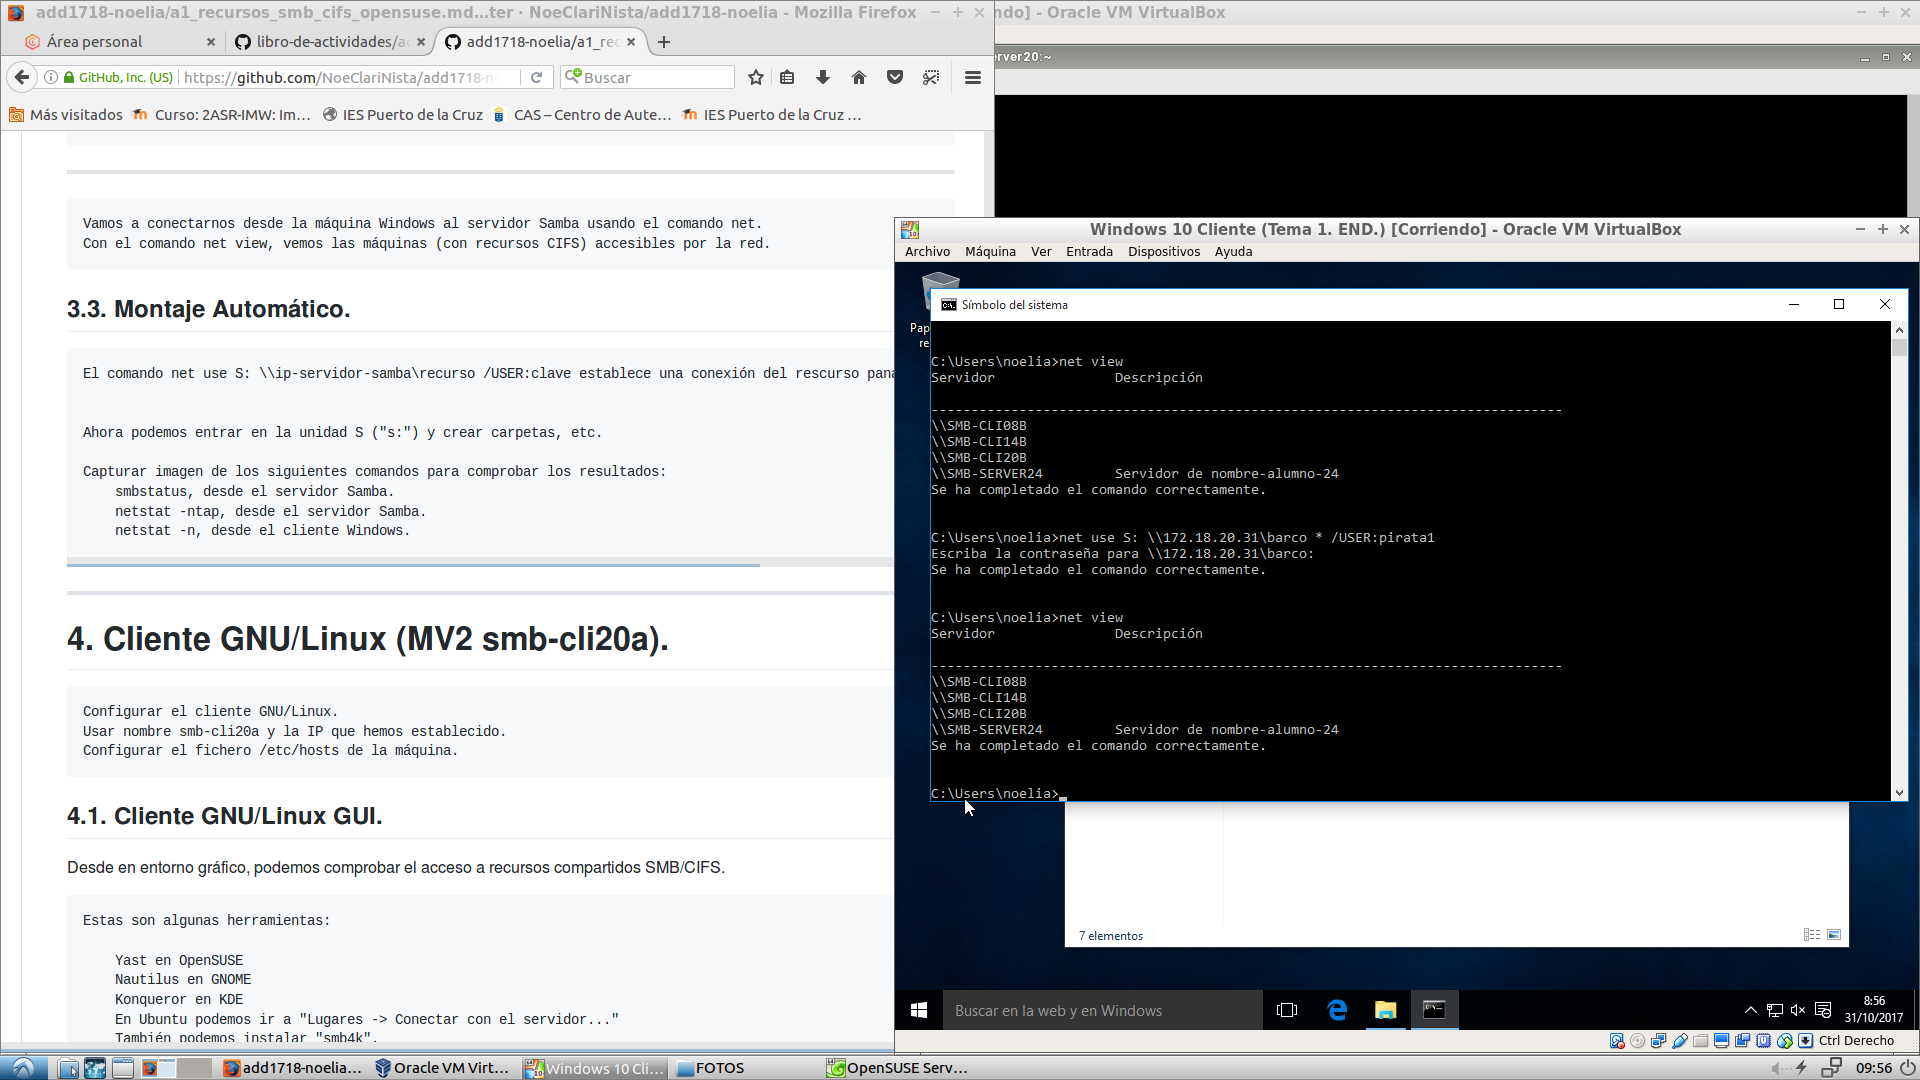 add1718-noelia/a1_recursos_smb_cifs_opensuse.md...ter · NoeClariNista/add1718-noelia - Mozilla Firefox
ndo] - Oracle VM VirtualBox
Área personal
libro-de-actividades/a
add1718-noelia/a1_re
erver20:~
GitHub, Inc. (US)
https://github.com/NoeClariNista/add1718-n
Buscar
Más visitados
Curso: 2ASR-IMW: Im...
IES Puerto de la Cruz
CAS – Centro de Aute...
IES Puerto de la Cruz ...
Vamos a conectarnos desde la máquina Windows al servidor Samba usando el comando net.
Con el comando net view, vemos las máquinas (con recursos CIFS) accesibles por la red.
3.3. Montaje Automático.
El comando net use S: \\ip-servidor-samba\recurso /USER:clave establece una conexión del rescurso pan
Ahora podemos entrar en la unidad S ("s:") y crear carpetas, etc.
Capturar imagen de los siguientes comandos para comprobar los resultados:
smbstatus, desde el servidor Samba.
netstat -ntap, desde el servidor Samba.
netstat -n, desde el cliente Windows.
4. Cliente GNU/Linux (MV2 smb-cli20a).
Configurar el cliente GNU/Linux.
Usar nombre smb-cli20a y la IP que hemos establecido.
Configurar el fichero /etc/hosts de la máquina.
4.1. Cliente GNU/Linux GUI.
Desde en entorno gráfico, podemos comprobar el acceso a recursos compartidos SMB/CIFS.
Estas son algunas herramientas:
Yast en OpenSUSE
Nautilus en GNOME
Konqueror en KDE
En Ubuntu podemos ir a "Lugares -> Conectar con el servidor..."
También podemos instalar "smb4k".
Windows 10 Cliente (Tema 1. END.) [Corriendo] - Oracle VM VirtualBox
Archivo Máquina Ver Entrada Dispositivos Ayuda
Pap
re
Símbolo del sistema
C:\Users\noelia>net view
Servidor Descripción
-------------------------------------------------------------------------------
\\SMB-CLI08B
\\SMB-CLI14B
\\SMB-CLI20B
\\SMB-SERVER24 Servidor de nombre-alumno-24
Se ha completado el comando correctamente.
C:\Users\noelia>net use S: \\172.18.20.31\barco * /USER:pirata1
Escriba la contraseña para \\172.18.20.31\barco:
Se ha completado el comando correctamente.
C:\Users\noelia>net view
Servidor Descripción
-------------------------------------------------------------------------------
\\SMB-CLI08B
\\SMB-CLI14B
\\SMB-CLI20B
\\SMB-SERVER24 Servidor de nombre-alumno-24
Se ha completado el comando correctamente.
C:\Users\noelia>_
7 elementos
Buscar en la web y en Windows
8:56
31/10/2017
Ctrl Derecho
add1718-noelia...
Oracle VM Virt...
Windows 10 Cli...
FOTOS
OpenSUSE Serv...
09:56